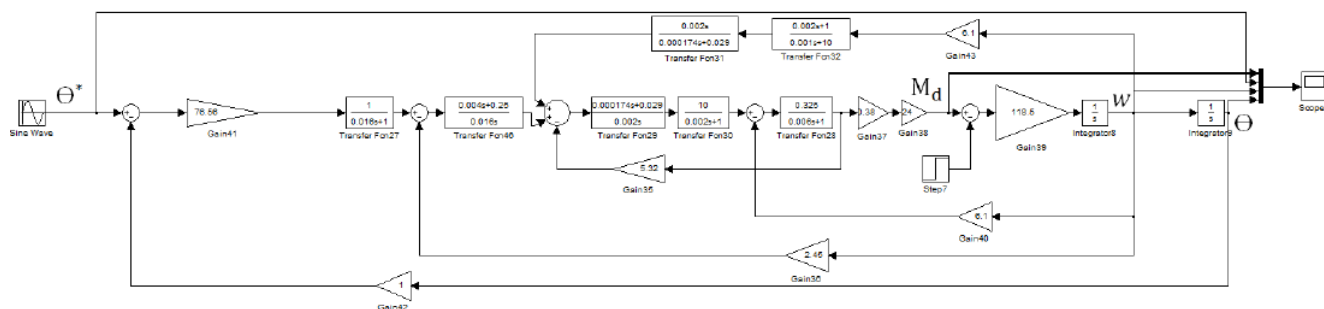 0.002s
0.000174s+0.029
Transfer Fcn31
0.002s+1
0.001s+10
Transfer Fcn32
6.1
Gain43
Θ*
Sine Wave
76.56
Gain41
1
0.016s+1
Transfer Fcn27
0.004s+0.25
0.016s
Transfer Fcn46
0.000174s+0.029
0.002s
Transfer Fcn29
10
0.002s+1
Transfer Fcn30
0.325
0.006s+1
Transfer Fcn28
0.38
Gain37
24
Gain38
M_d
118.5
Gain39
1
s
Integrator8
w
1
s
Integrator9
Θ
Scope
5.32
Gain35
Step7
6.1
Gain40
2.46
Gain36
1
Gain42